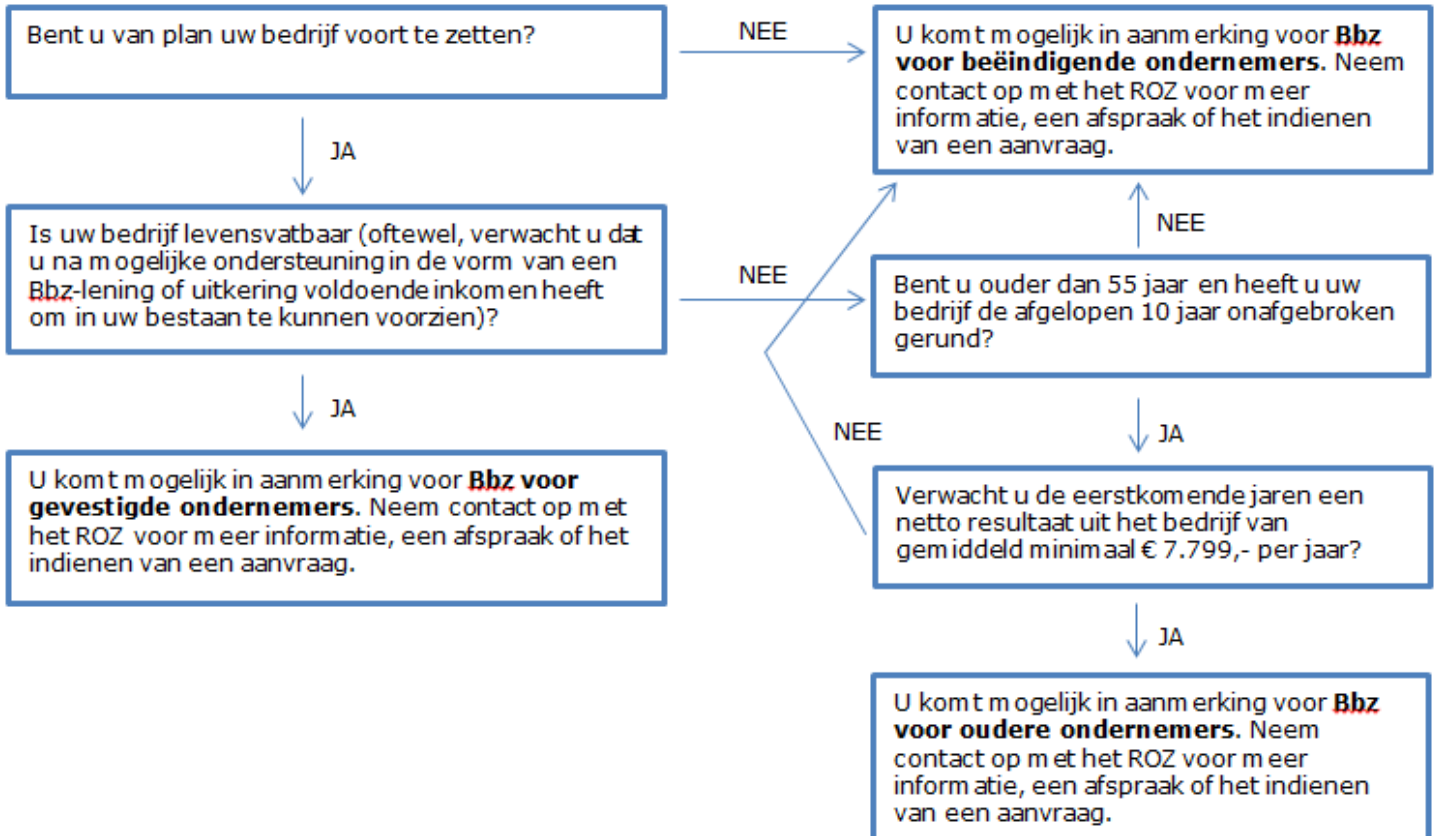 Bent u van plan uw bedrijf voort te zetten?
NEE
U komt mogelijk in aanmerking voor Bbz
voor beëindigende ondernemers. Neem
contact op met het ROZ voor meer
informatie, een afspraak of het indienen
van een aanvraag.
JA
Is uw bedrijf levensvatbaar (oftewel, verwacht u dat
u na mogelijke ondersteuning in de vorm van een
Bbz-lening of uitkering voldoende inkomen heeft
om in uw bestaan te kunnen voorzien)?
NEE
NEE
Bent u ouder dan 55 jaar en heeft u uw
bedrijf de afgelopen 10 jaar onafgebroken
gerund?
JA
NEE
JA
U komt mogelijk in aanmerking voor Bbz voor
gevestigde ondernemers. Neem contact op met
het ROZ voor meer informatie, een afspraak of het
indienen van een aanvraag.
Verwacht u de eerstkomende jaren een
netto resultaat uit het bedrijf van
gemiddeld minimaal € 7.799,- per jaar?
JA
U komt mogelijk in aanmerking voor Bbz
voor oudere ondernemers. Neem
contact op met het ROZ voor meer
informatie, een afspraak of het indienen
van een aanvraag.